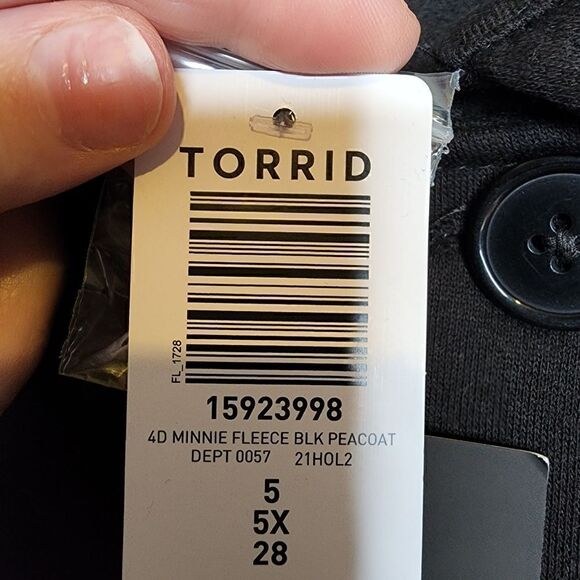 TORRID
FL_1728
15923998
4D MINNIE FLEECE BLK PEACOAT
DEPT 0057 21HOL2
5
5X
28